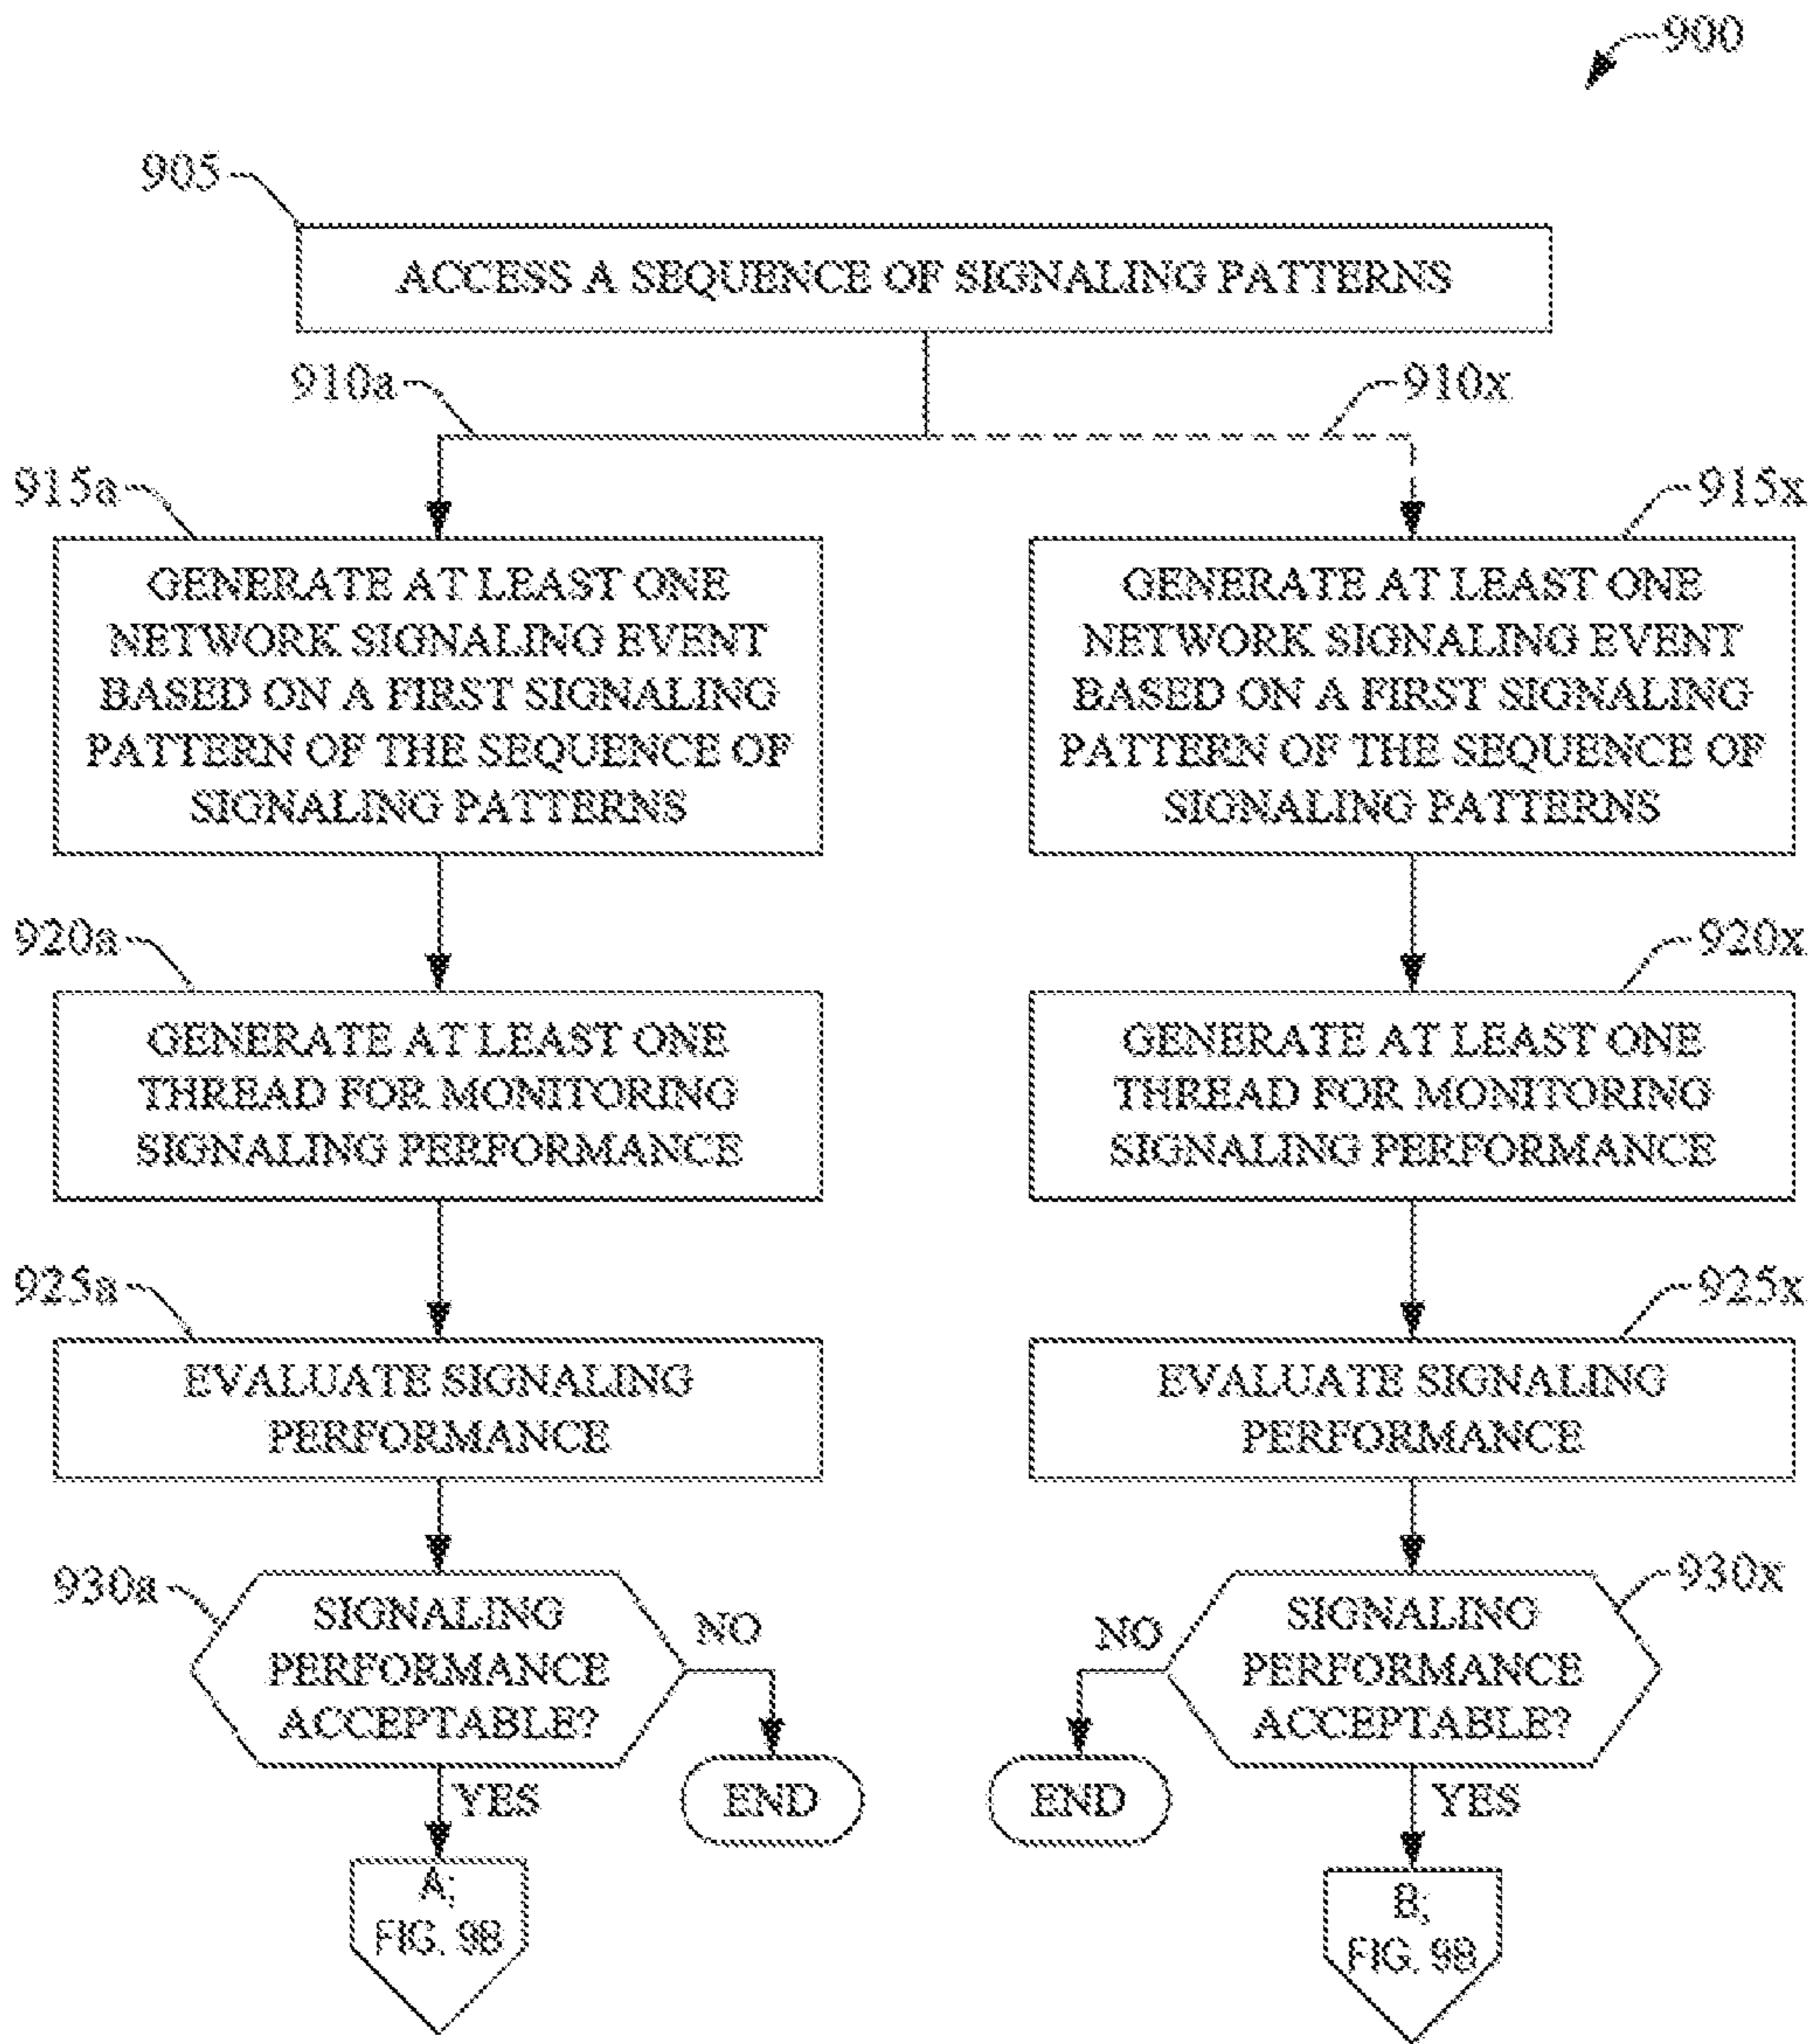 900
905
ACCESS A SEQUENCE OF SIGNALING PATTERNS
910a
910x
915a
GENERATE AT LEAST ONE
NETWORK SIGNALING EVENT
BASED ON A FIRST SIGNALING
PATTERN OF THE SEQUENCE OF
SIGNALING PATTERNS
915x
GENERATE AT LEAST ONE
NETWORK SIGNALING EVENT
BASED ON A FIRST SIGNALING
PATTERN OF THE SEQUENCE OF
SIGNALING PATTERNS
920a
GENERATE AT LEAST ONE
THREAD FOR MONITORING
SIGNALING PERFORMANCE
920x
GENERATE AT LEAST ONE
THREAD FOR MONITORING
SIGNALING PERFORMANCE
925a
EVALUATE SIGNALING
PERFORMANCE
925x
EVALUATE SIGNALING
PERFORMANCE
930a
SIGNALING
PERFORMANCE
ACCEPTABLE?
NO
END
YES
A;
FIG. 9B
930x
SIGNALING
PERFORMANCE
ACCEPTABLE?
NO
END
YES
B;
FIG. 9B